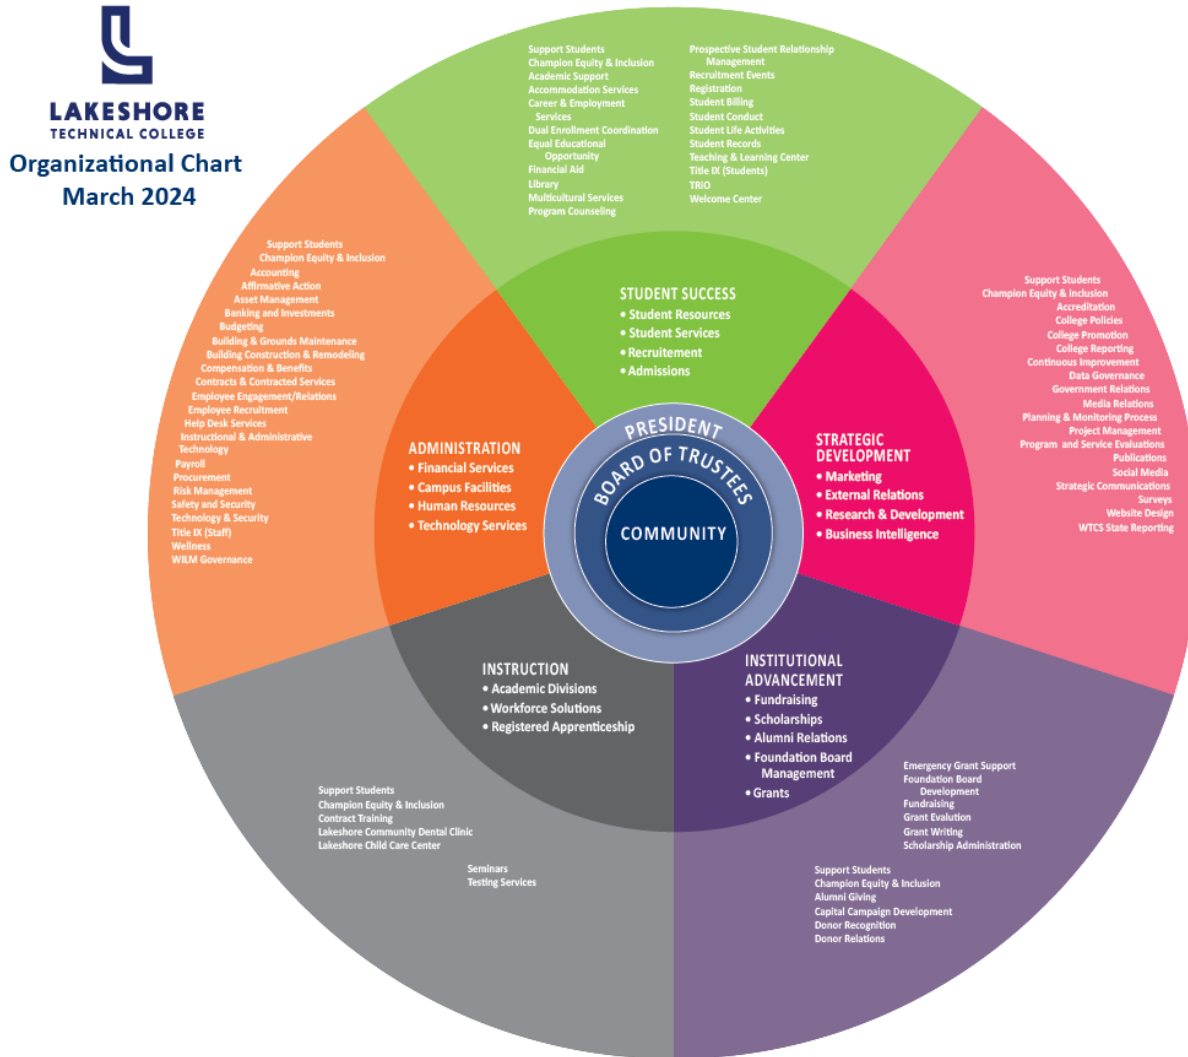 LAKESHORE
TECHNICAL COLLEGE
Organizational Chart
March 2024
Support Students
Champion Equity & Inclusion
Academic Support
Accommodation Services
Career & Employment
Services
Dual Enrollment Coordination
Equal Educational
Opportunity
Financial Aid
Library
Multicultural Services
Program Counseling
Prospective Student Relationship
Management
Recruitment Events
Registration
Student Billing
Student Conduct
Student Life Activities
Student Records
Teaching & Learning Center
Title IX (Students)
TRIO
Welcome Center
STUDENT SUCCESS
• Student Resources
• Student Services
• Recruitement
• Admissions
Support Students
Champion Equity & Inclusion
Accounting
Affirmative Action
Asset Management
Banking and Investments
Budgeting
Building & Grounds Maintenance
Building Construction & Remodeling
Compensation & Benefits
Contracts & Contracted Services
Employee Engagement/Relations
Employee Recruitment
Help Desk Services
Instructional & Administrative
Technology
Payroll
Procurement
Risk Management
Safety and Security
Technology & Security
Title IX (Staff)
Wellness
WILM Governance
ADMINISTRATION
• Financial Services
• Campus Facilities
• Human Resources
• Technology Services
PRESIDENT
BOARD OF TRUSTEES
COMMUNITY
STRATEGIC
DEVELOPMENT
• Marketing
• External Relations
• Research & Development
• Business Intelligence
Support Students
Champion Equity & Inclusion
Accreditation
College Policies
College Promotion
College Reporting
Continuous Improvement
Data Governance
Government Relations
Media Relations
Planning & Monitoring Process
Project Management
Program and Service Evaluations
Publications
Social Media
Strategic Communications
Surveys
Website Design
WTCS State Reporting
INSTRUCTION
• Academic Divisions
• Workforce Solutions
• Registered Apprenticeship
Support Students
Champion Equity & Inclusion
Contract Training
Lakeshore Community Dental Clinic
Lakeshore Child Care Center
Seminars
Testing Services
INSTITUTIONAL
ADVANCEMENT
• Fundraising
• Scholarships
• Alumni Relations
• Foundation Board
Management
• Grants
Emergency Grant Support
Foundation Board
Development
Fundraising
Grant Evalution
Grant Writing
Scholarship Administration
Support Students
Champion Equity & Inclusion
Alumni Giving
Capital Campaign Development
Donor Recognition
Donor Relations